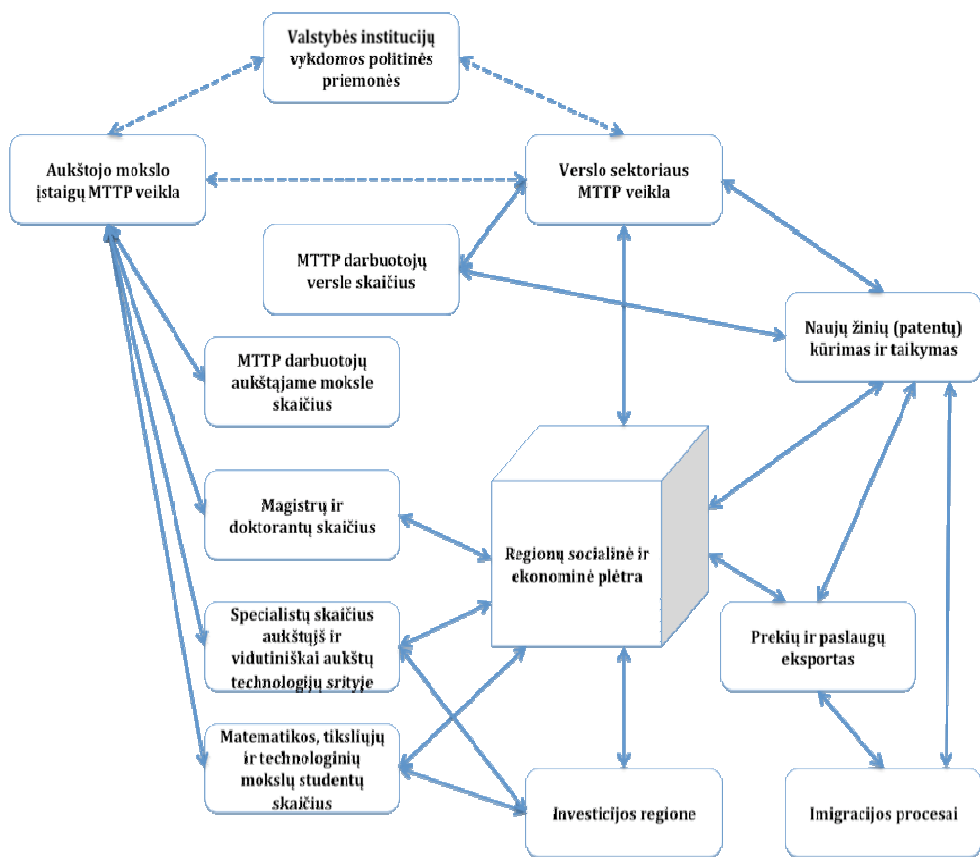 Valstybės institucijų
vykdomos politinės
priemonės
Aukštojo mokslo
įstaigų MTTP veikla
Verslo sektoriaus
MTTP veikla
MTTP darbuotojų
versle skaičius
Naujų žinių (patentų)
kūrimas ir taikymas
MTTP darbuotojų
aukštąjame moksle
skaičius
Magistrų ir
doktorantų skaičius
Regionų socialinė ir
ekonominė plėtra
Specialistų skaičius
aukštųjš ir
vidutiniškai aukštų
technologijų srityje
Prekių ir paslaugų
eksportas
Matematikos, tiksliųjų
ir technologinių
mokslų studentų
skaičius
Investicijos regione
Imigracijos procesai